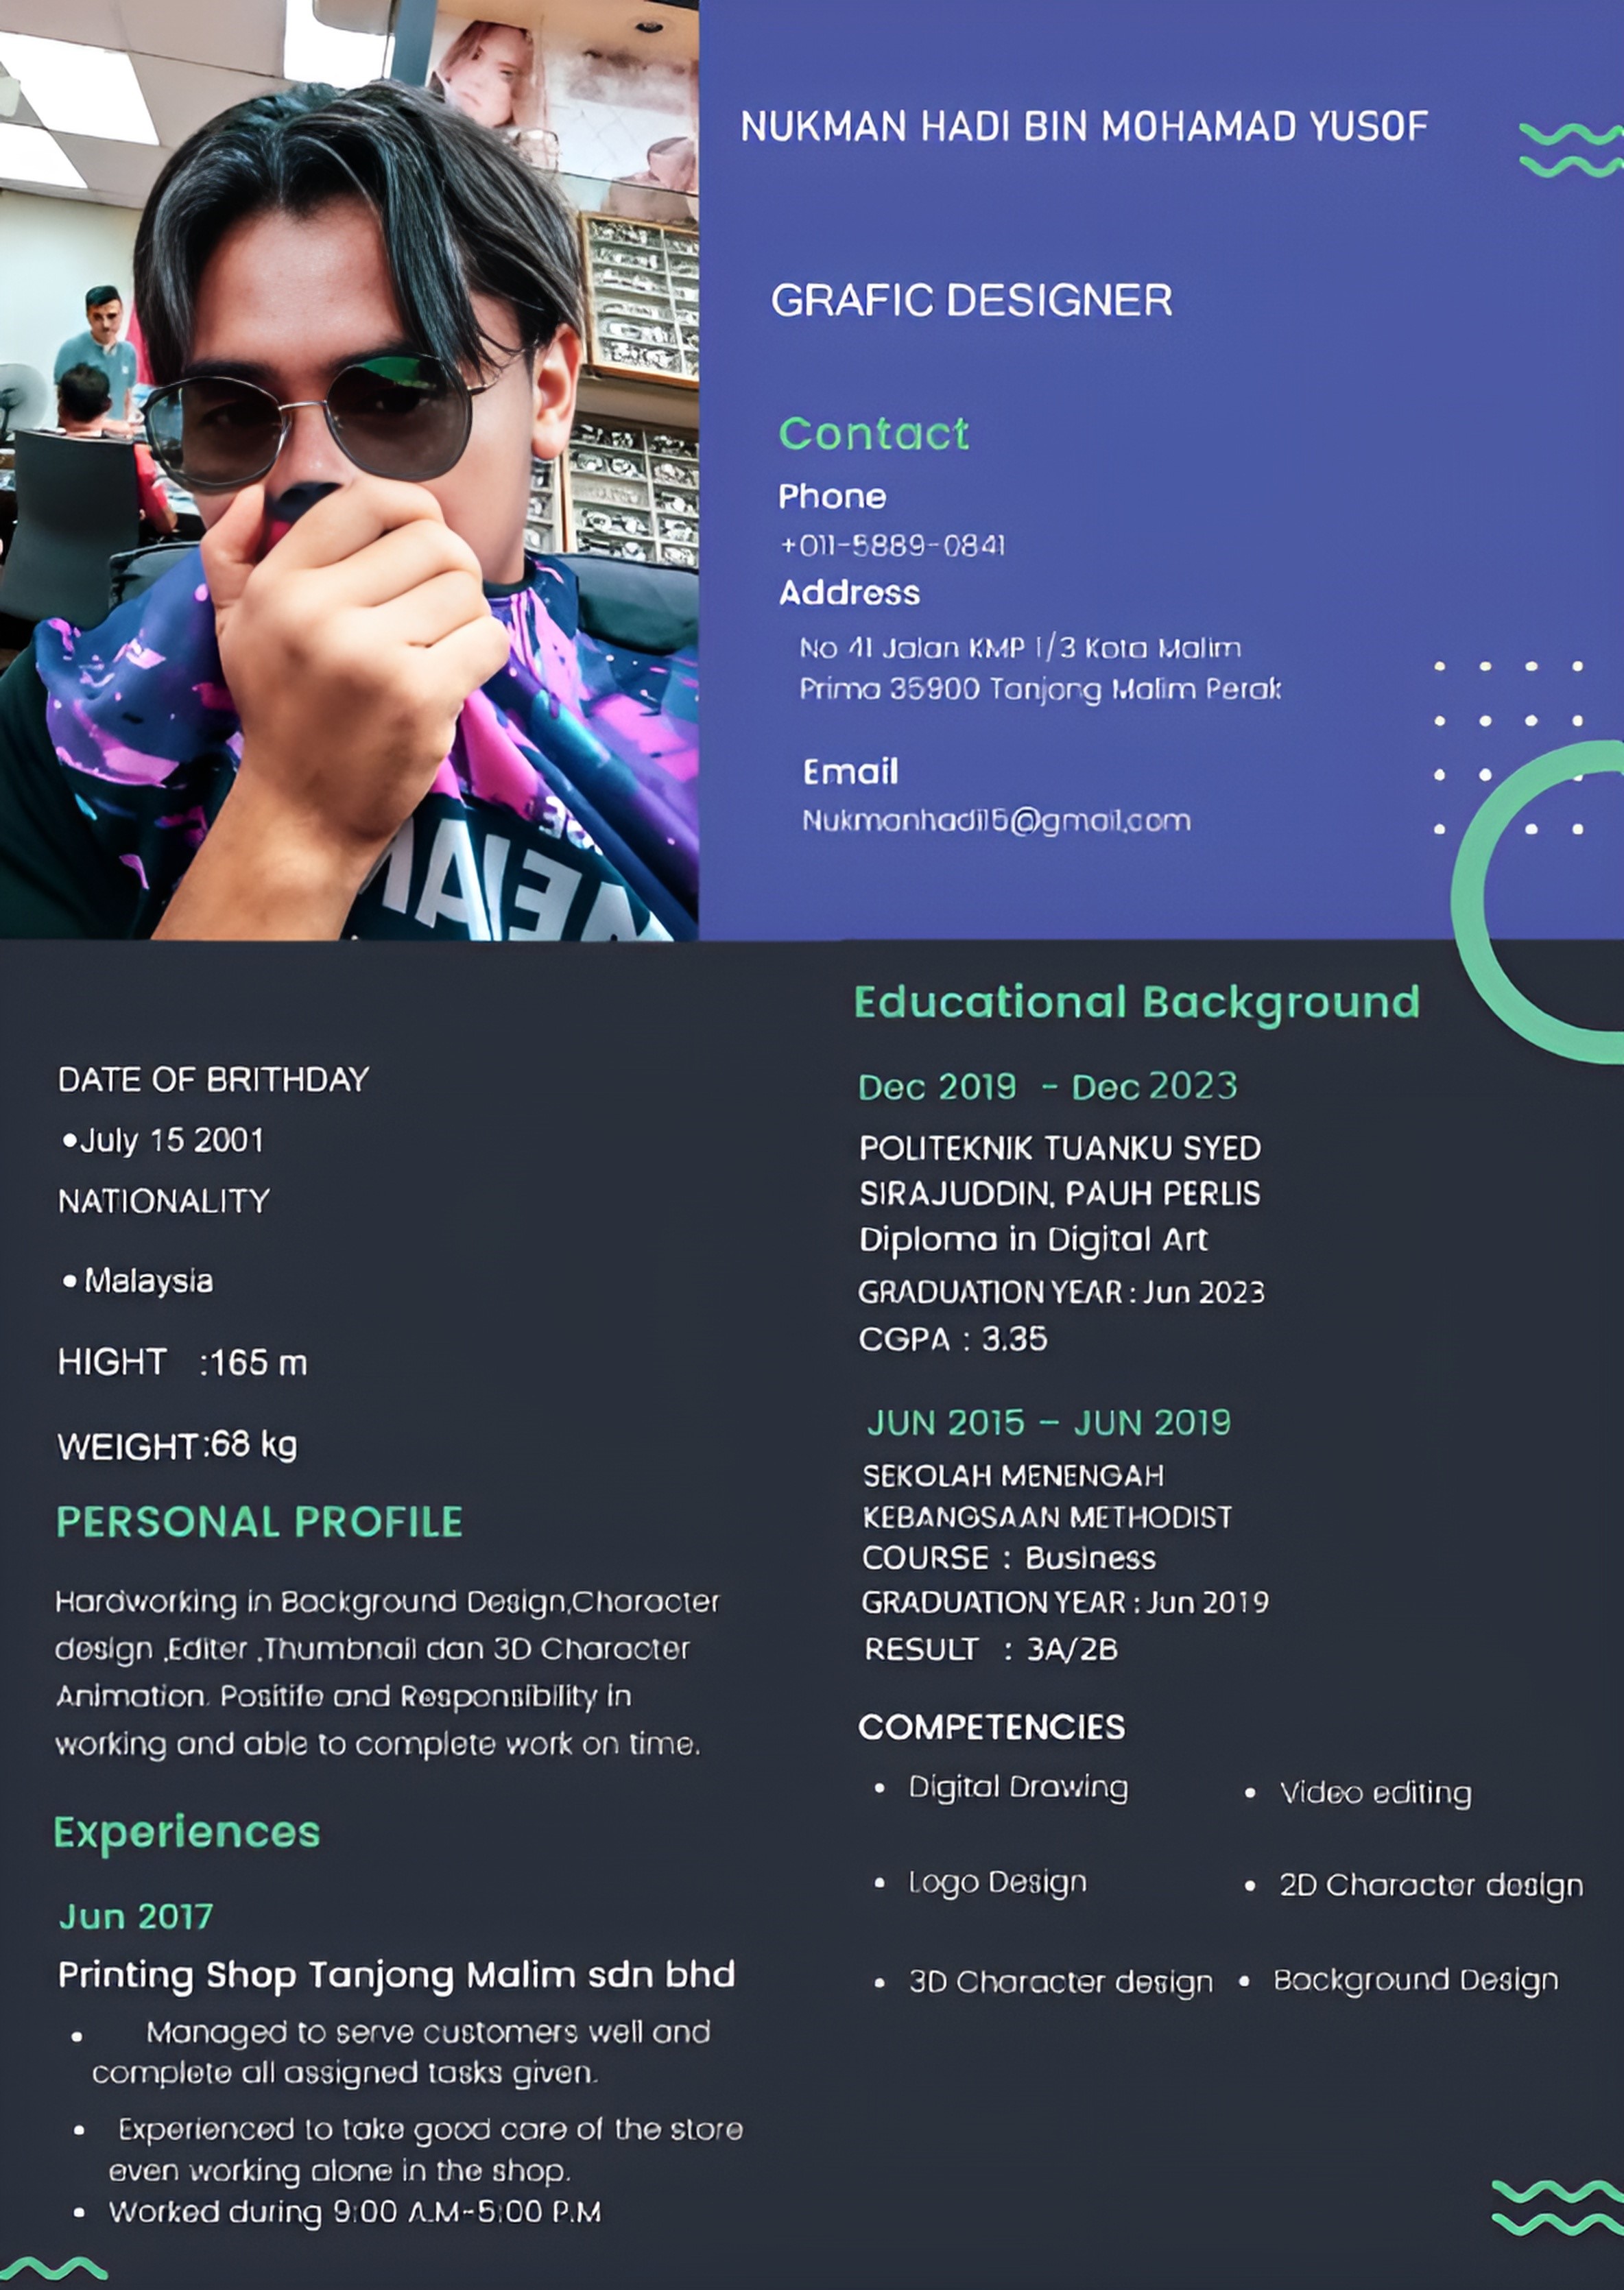 NUKMAN HADI BIN MOHAMAD YUSOF
GRAFIC DESIGNER
Contact
Phone
+011-5889-0841
Address
No 41 Jalan KMP 1/3 Kota Malim
Prima 35900 Tanjong Malim Perak
Email
Nukmanhadi15@gmail.com
DATE OF BRITHDAY
•July 15 2001
NATIONALITY
• Malaysia
HIGHT :165 m
WEIGHT:68 kg
PERSONAL PROFILE
Hardworking in Background Design,Character
design ,Editer ,Thumbnail dan 3D Character
Animation. Positife and Responsibility in
working and able to complete work on time.
Experiences
Jun 2017
Printing Shop Tanjong Malim sdn bhd
• Managed to serve customers well and
complete all assigned tasks given.
• Experienced to take good care of the store
even working alone in the shop.
• Worked during 9:00 A.M-5:00 P.M
Educational Background
Dec 2019 - Dec 2023
POLITEKNIK TUANKU SYED
SIRAJUDDIN, PAUH PERLIS
Diploma in Digital Art
GRADUATION YEAR : Jun 2023
CGPA : 3.35
JUN 2015 – JUN 2019
SEKOLAH MENENGAH
KEBANGSAAN METHODIST
COURSE : Business
GRADUATION YEAR : Jun 2019
RESULT : 3A/2B
COMPETENCIES
• Digital Drawing
• Video editing
• Logo Design
• 2D Character design
• 3D Character design
• Background Design